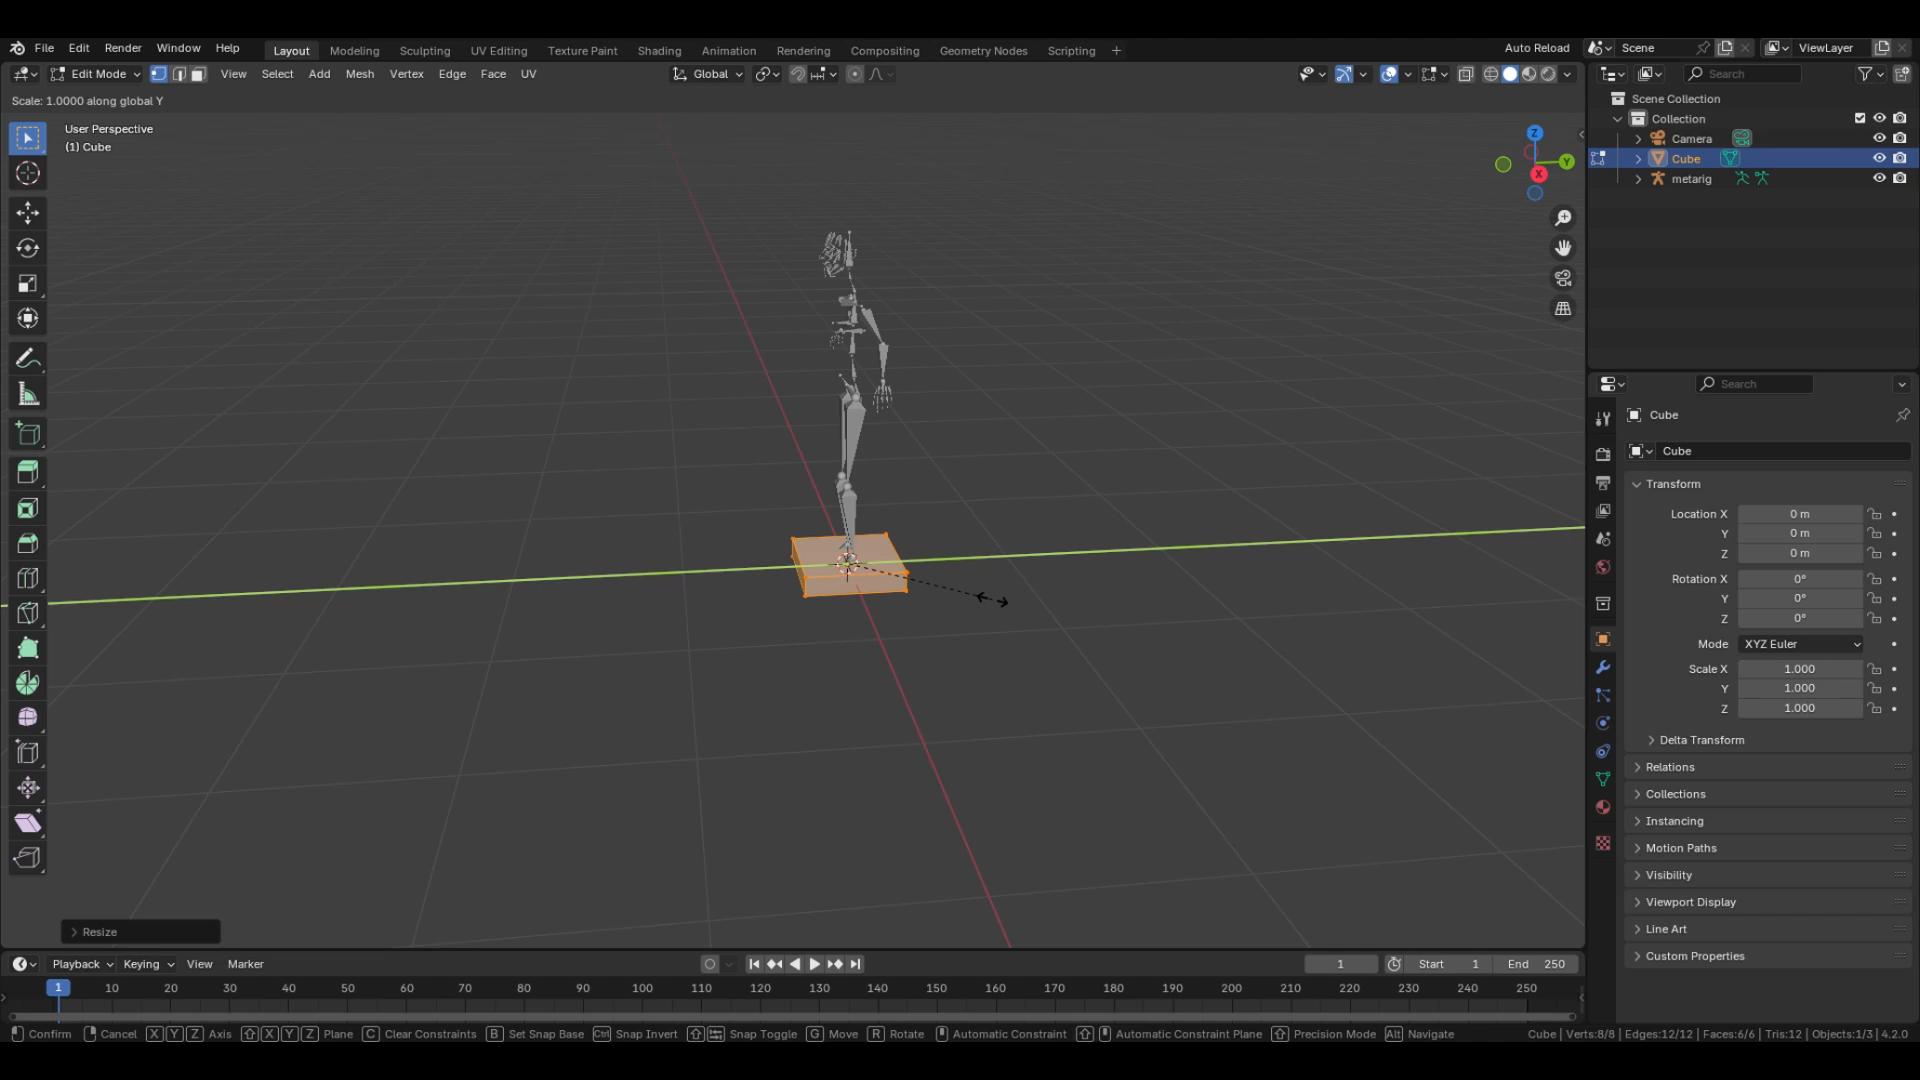 File Edit Render Window Help Layout Modeling Sculpting UV Editing Texture Paint Shading Animation Rendering Compositing Geometry Nodes Scripting + Auto Reload Scene ViewLayer
Edit Mode View Select Add Mesh Vertex Edge Face UV Global Search
Scale: 1.0000 along global Y
Scene Collection
User Perspective
Collection
(1) Cube
Camera
Cube
metarig
Z
Y
X
Search
Cube
Cube
Transform
Location X 0 m
Y 0 m
Z 0 m
Rotation X 0°
Y 0°
Z 0°
Mode XYZ Euler
Scale X 1.000
Y 1.000
Z 1.000
Delta Transform
Relations
Collections
Instancing
Motion Paths
Visibility
Viewport Display
Line Art
Custom Properties
Resize
Playback Keying View Marker 1 Start 1 End 250
1 10 20 30 40 50 60 70 80 90 100 110 120 130 140 150 160 170 180 190 200 210 220 230 240 250
Confirm Cancel X Y Z Axis X Y Z Plane C Clear Constraints B Set Snap Base Ctrl Snap Invert Snap Toggle G Move R Rotate Automatic Constraint Automatic Constraint Plane Precision Mode Alt Navigate Cube | Verts:8/8 | Edges:12/12 | Faces:6/6 | Tris:12 | Objects:1/3 | 4.2.0